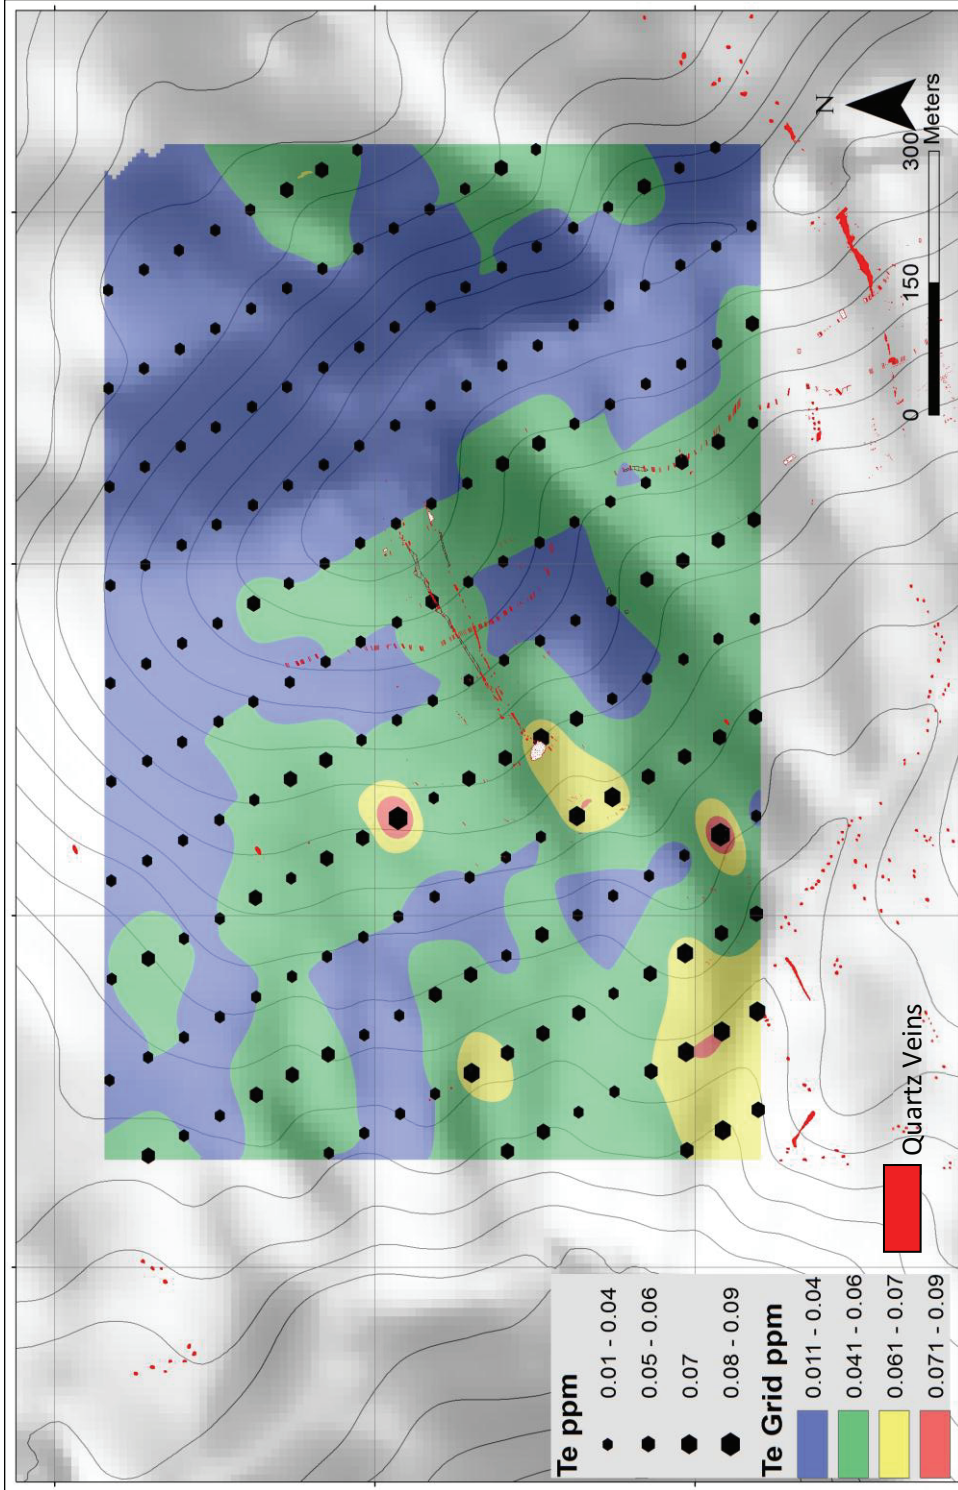 N
0 150 300
Meters
Quartz Veins
Te ppm
0.01 - 0.04
0.05 - 0.06
0.07
0.08 - 0.09
Te Grid ppm
0.011 - 0.04
0.041 - 0.06
0.061 - 0.07
0.071 - 0.09